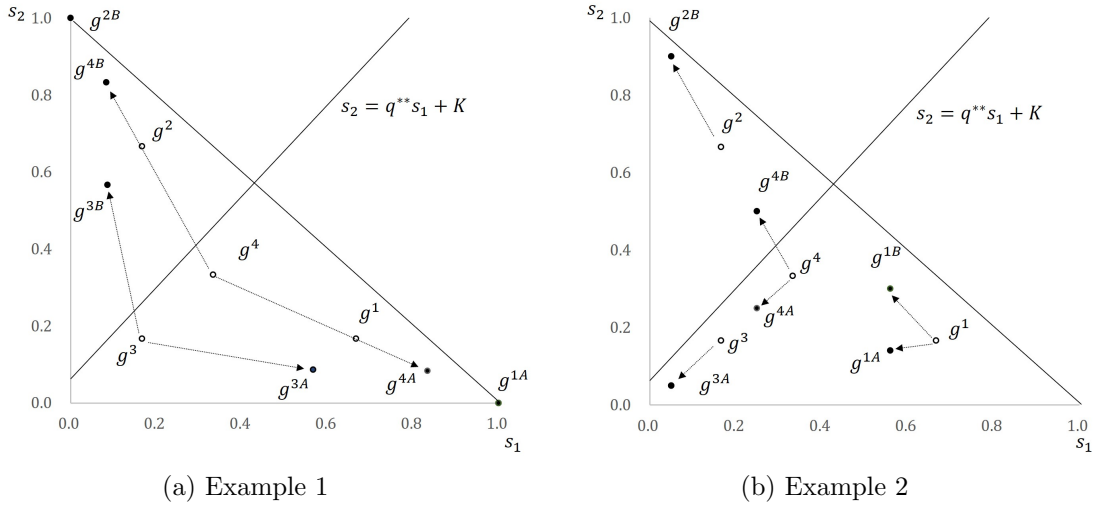 s₂
1.0
g²ᴮ
g⁴ᴮ
0.8
s₂ = q**s₁ + K
g²
0.6
g³ᴮ
0.4
g⁴
g¹
0.2
g³
g³ᴬ
g⁴ᴬ
g¹ᴬ
0.0
0.0 0.2 0.4 0.6 0.8 1.0
s₁
(a) Example 1
s₂
1.0
g²ᴮ
0.8
s₂ = q**s₁ + K
g²
0.6
g⁴ᴮ
0.4
g⁴
g¹ᴮ
0.2
g⁴ᴬ
g¹
g³
g¹ᴬ
g³ᴬ
0.0
0.0 0.2 0.4 0.6 0.8 1.0
s₁
(b) Example 2